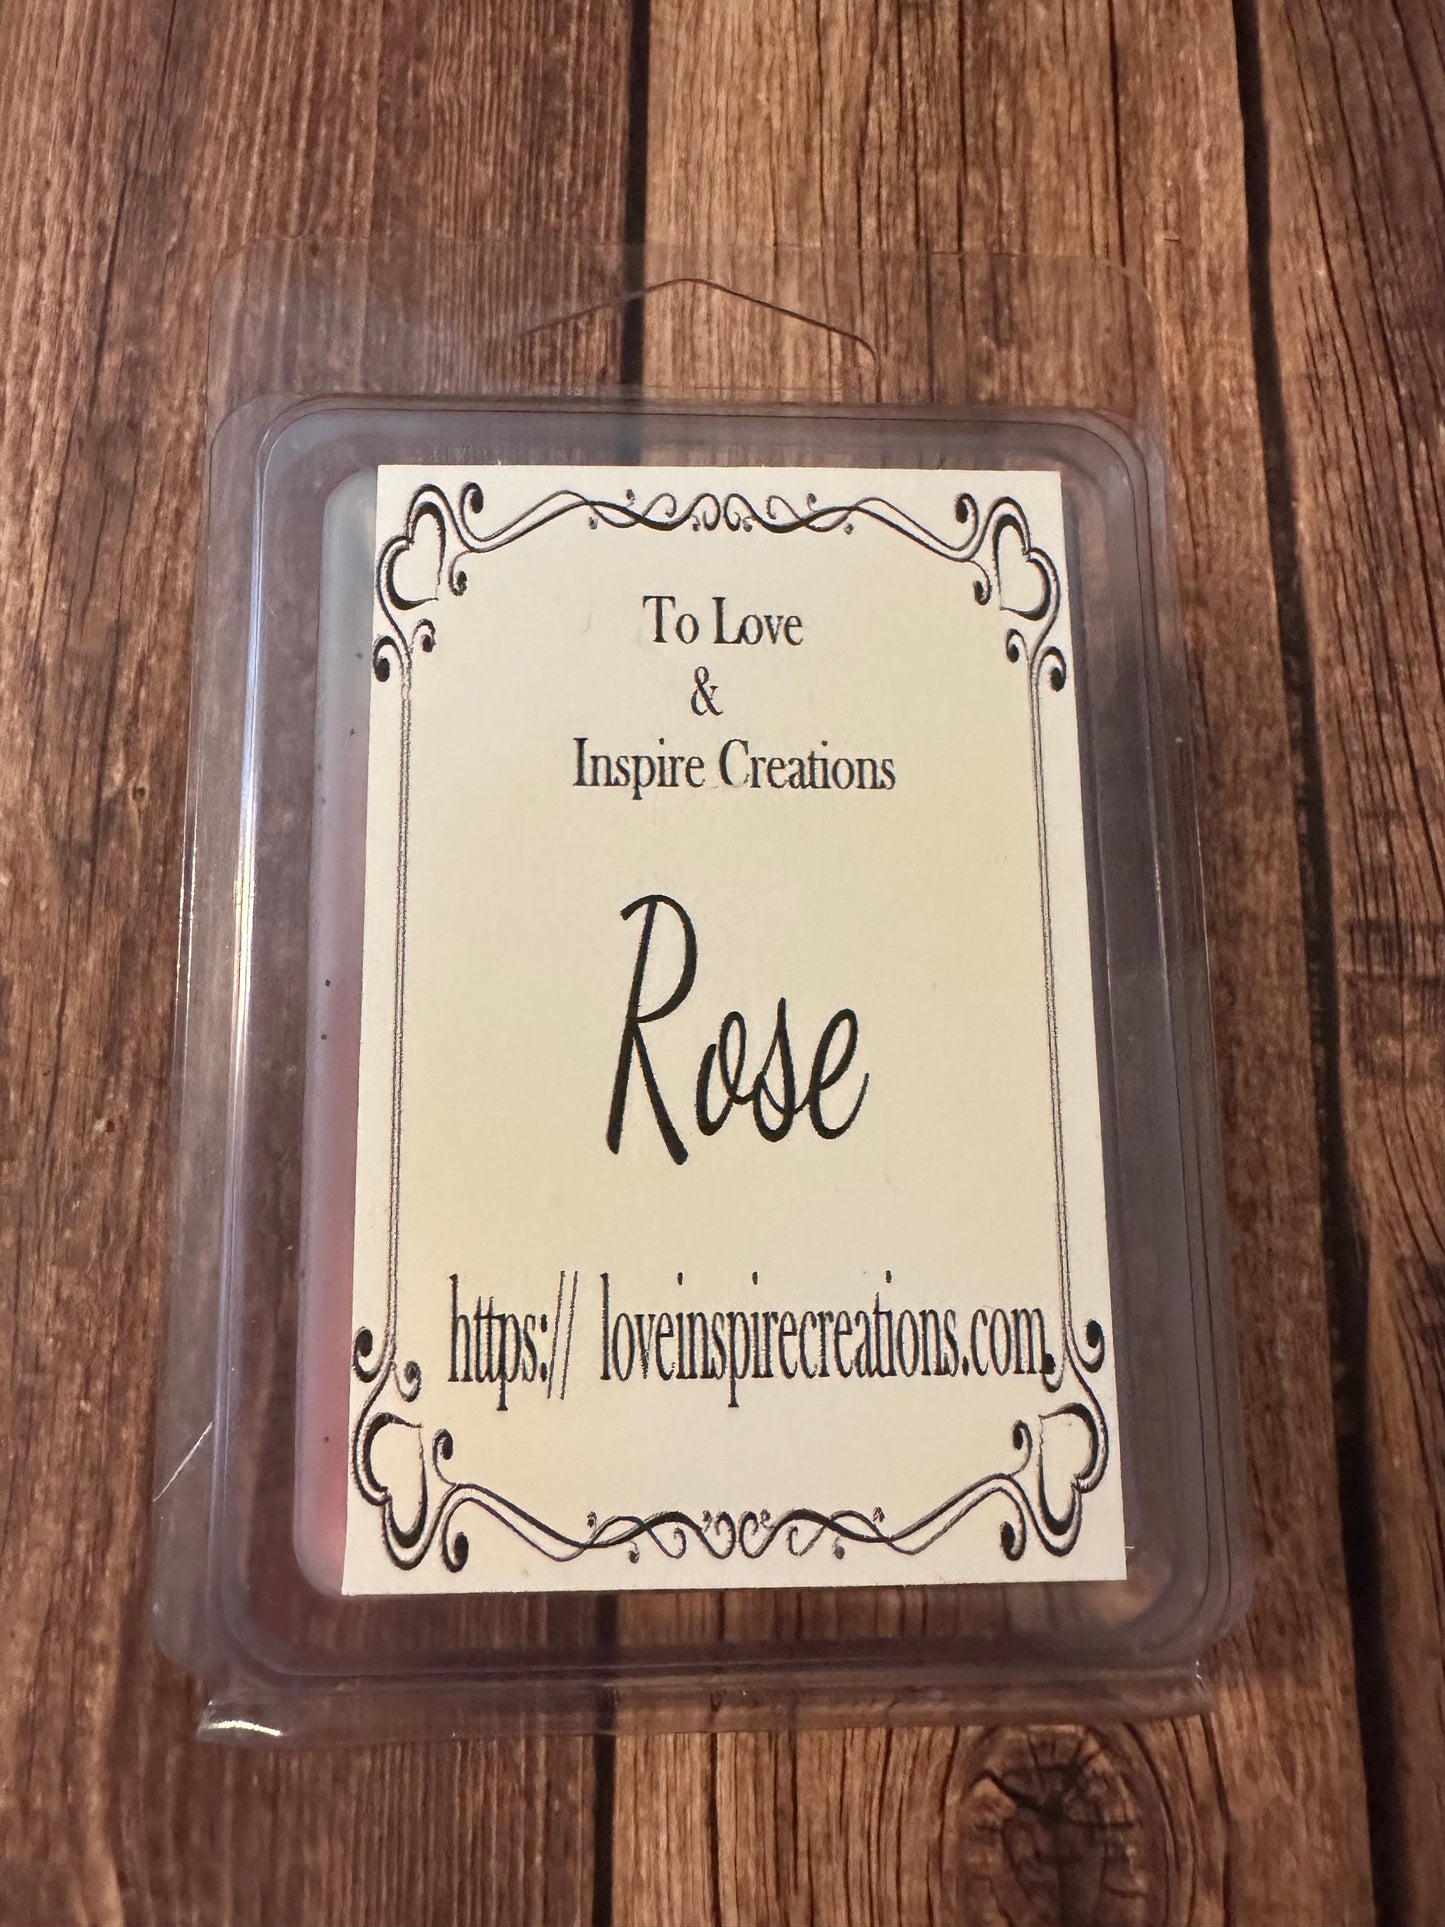 To Love
&
Inspire Creations
Rose
https:// loveinspirecreations.com